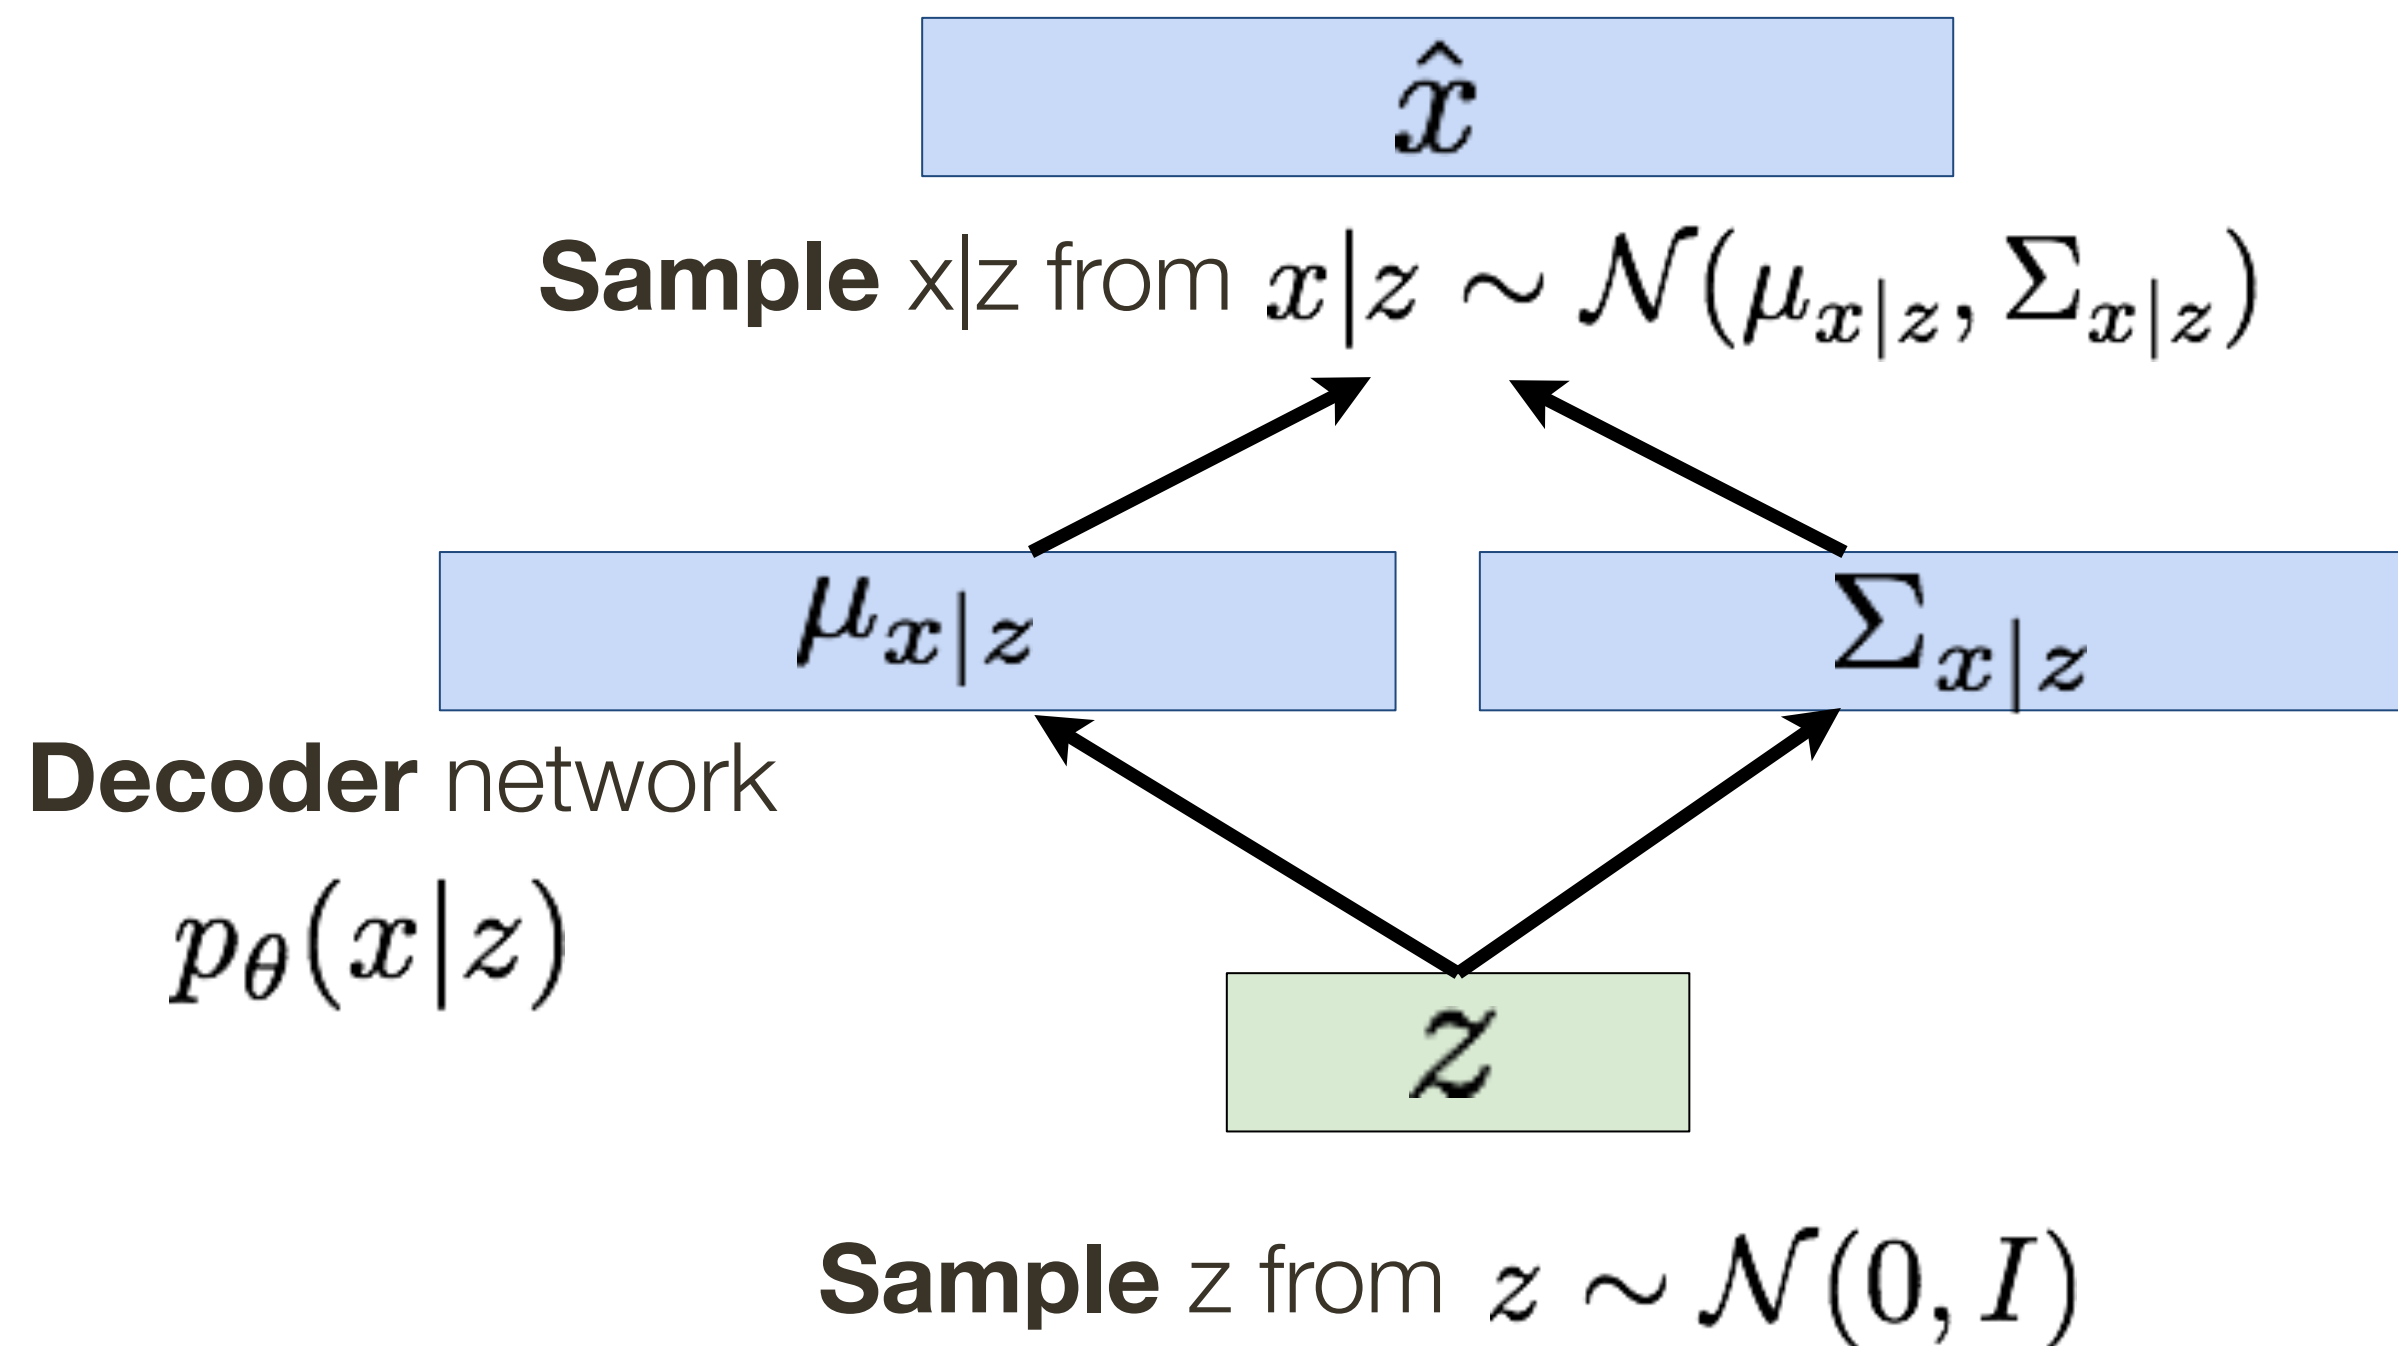 x̂
Sample x|z from x|z ∼ 𝒩(μ_{x|z}, Σ_{x|z})
μ_{x|z}
Σ_{x|z}
Decoder network
p_θ(x|z)
z
Sample z from z ∼ 𝒩(0, I)